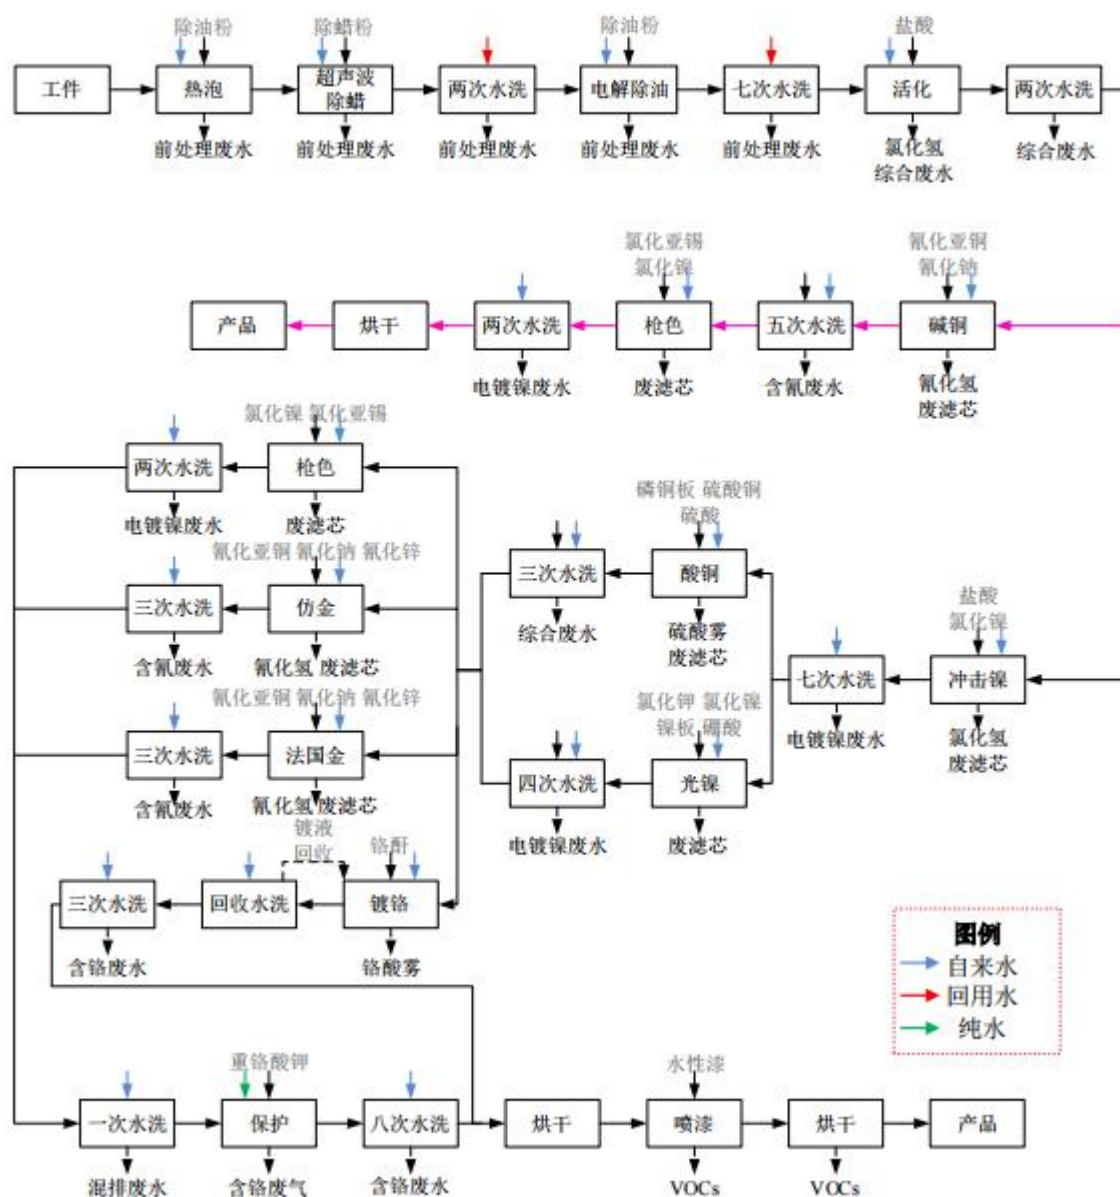 除油粉 除蜡粉 除油粉 盐酸
工件 热泡 超声波 两次水洗 电解除油 七次水洗 活化 两次水洗
除蜡
前处理废水 前处理废水 前处理废水 前处理废水 前处理废水 氯化氢 综合废水
综合废水
氯化亚锡 氰化亚铜
氯化镍 氰化钠
产品 烘干 两次水洗 枪色 五次水洗 碱铜
电镀镍废水 废滤芯 含氰废水 氰化氢
废滤芯
氯化镍 氯化亚锡
两次水洗 枪色
电镀镍废水 废滤芯
磷铜板 硫酸铜
硫酸
三次水洗 酸铜
综合废水 硫酸雾
废滤芯
氰化亚铜 氰化钠 氰化锌
三次水洗 仿金
含氰废水 氰化氢 废滤芯
盐酸
氯化镍
七次水洗 冲击镍
电镀镍废水 氯化氢
废滤芯
氰化亚铜 氰化钠 氰化锌
三次水洗 法国金
含氰废水 氰化氢 废滤芯
氯化钾 氯化镍
镍板 硼酸
四次水洗 光镍
电镀镍废水 废滤芯
镀液
回收 铬酐
三次水洗 回收水洗 镀铬
含铬废水 铬酸雾
图例
自来水
回用水
纯水
重铬酸钾 水性漆
一次水洗 保护 八次水洗 烘干 喷漆 烘干 产品
混排废水 含铬废气 含铬废水 VOCs VOCs